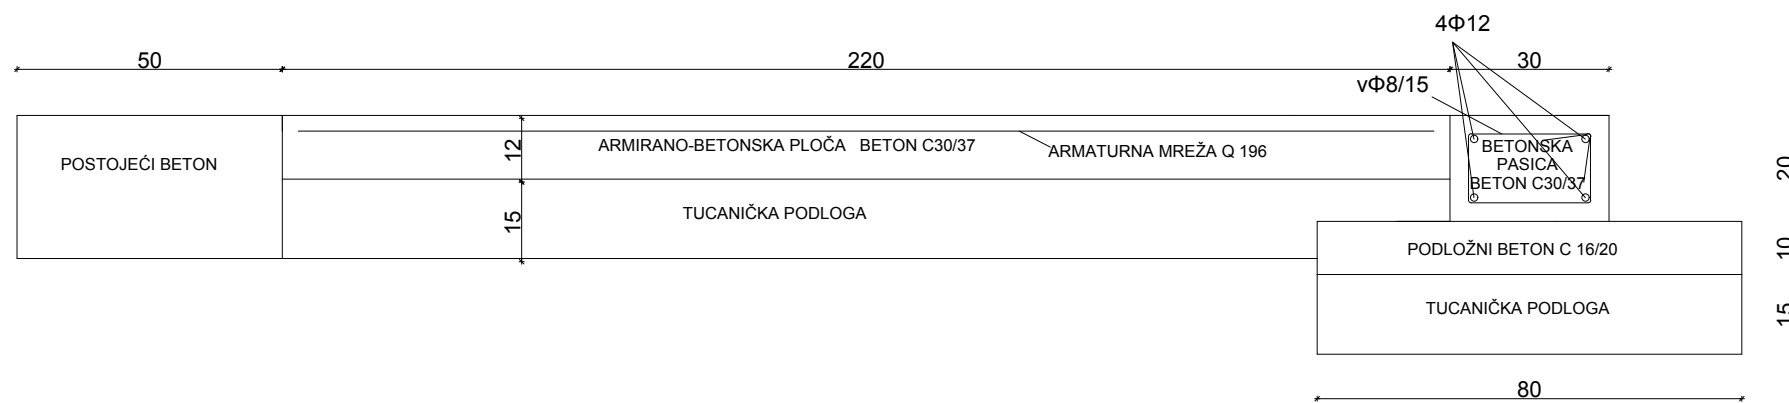 4Φ12
50
220
30
vΦ8/15
POSTOJEĆI BETON
12
ARMIRANO-BETONSKA PLOČA BETON C30/37
ARMATURNA MREŽA Q 196
BETONSKA
PASICA
BETON C30/37
20
15
TUCANIČKA PODLOGA
PODLOŽNI BETON C 16/20
10
TUCANIČKA PODLOGA
15
80